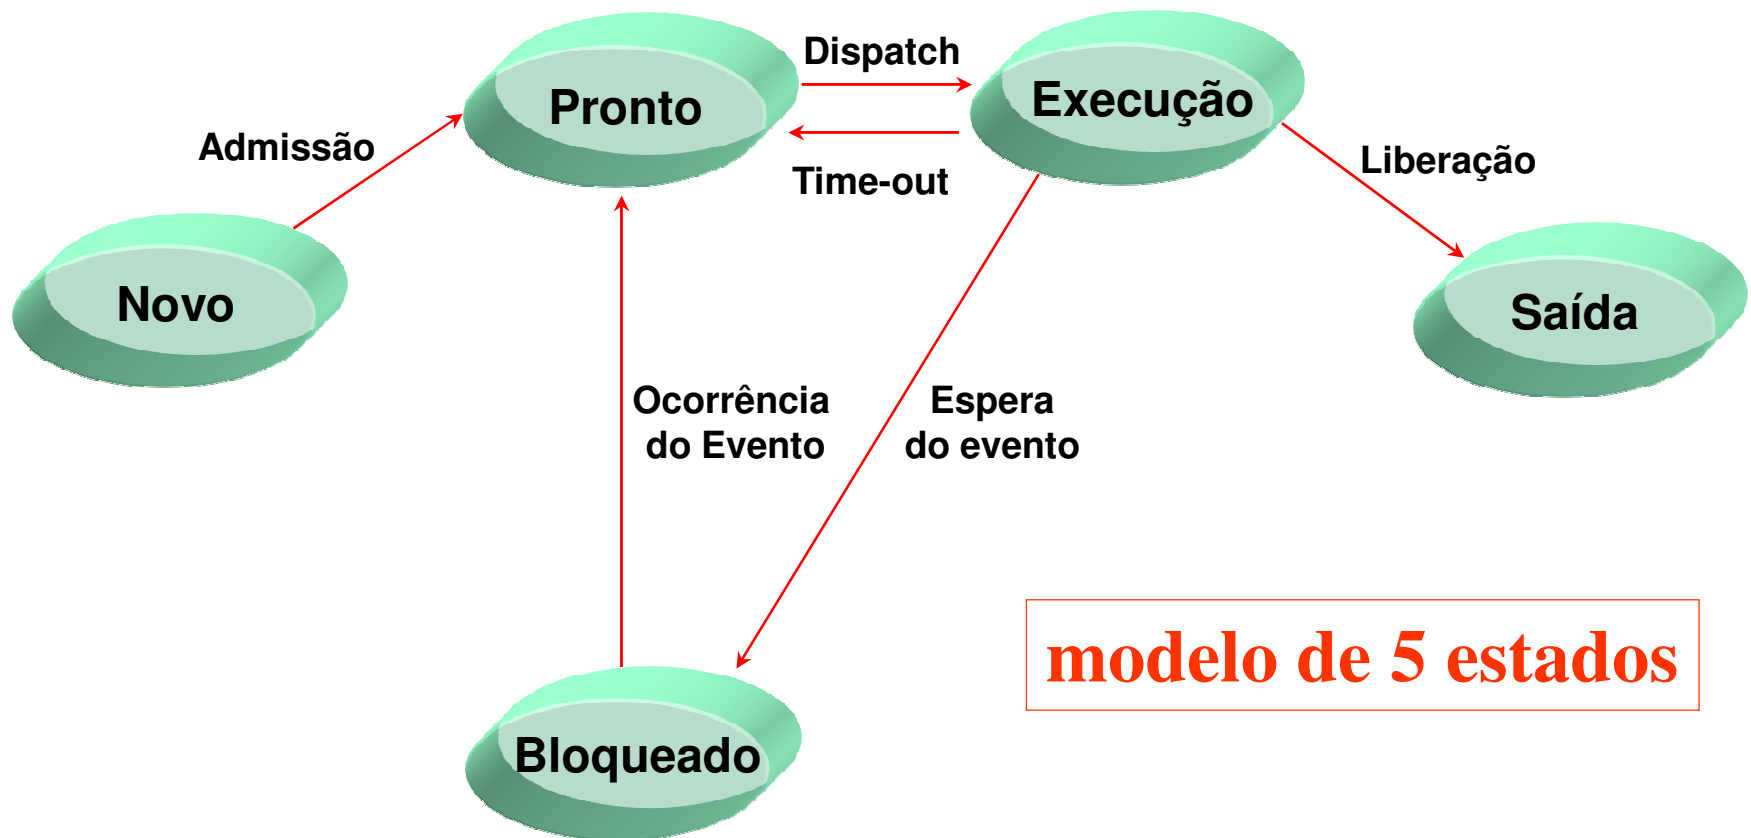 Dispatch
Pronto
Execução
Admissão
Time-out
Liberação
Novo
Saída
Ocorrência
do Evento
Espera
do evento
modelo de 5 estados
Bloqueado